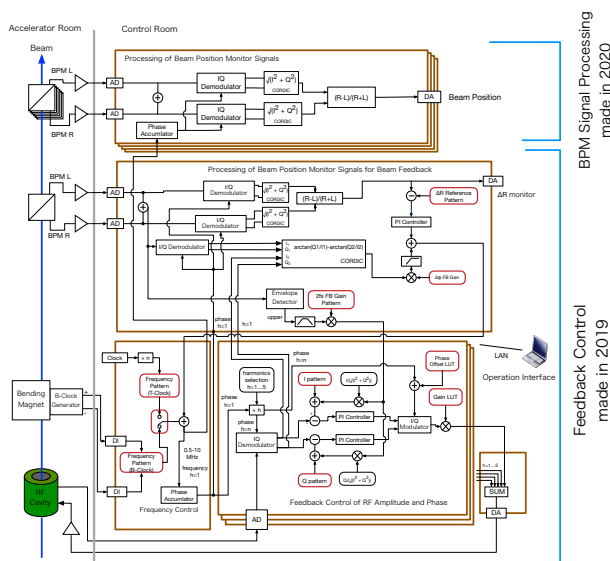 Accelerator Room
Control Room
Beam
BPM L
BPM R
AD
AD
Processing of Beam Position Monitor Signals
IQ
Demodulator
√(I² + Q²)
CORDIC
IQ
Demodulator
√(I² + Q²)
CORDIC
(R-L)/(R+L)
Phase
Accumlator
DA
Beam Position
BPM Signal Processing
made in 2020
Processing of Beam Position Monitor Signals for Beam Feedback
BPM L
BPM R
AD
AD
I/Q
Demodulator
√(I² + Q²)
CORDIC
I/Q
Demodulator
√(I² + Q²)
CORDIC
(R-L)/(R+L)
DA
ΔR monitor
ΔR Reference
Pattern
PI Controller
I/Q Demodulator
I₁
Q₁
I₂
Q₂
arctan(Q1/I1)-arctan(Q2/I2)
CORDIC
Δφ FB Gain
Envelope
Detector
upper
2fs FB Gain
Pattern
phase
h=1
phase
h=n
LAN
Operation Interface
Feedback Control
made in 2019
Clock
× n
Frequency
Pattern
(T-Clock)
Bending
Magnet
B-Clock
Generator
+
-
DI
DI
Frequency
Pattern
(B-Clock)
0.5-10
MHz
frequency
h=1
Phase
Accumlator
Frequency Control
RF
Cavity
phase
h=1
harmonics
selection
h=1...5
× h
phase
h=n
phase
h=n
IQ
Demodulator
I pattern
I/√(I² + Q²)
PI Controller
PI Controller
Q pattern
Q/√(I² + Q²)
Phase
Offset LUT
Gain LUT
I/Q
Modulator
Feedback Control of RF Amplitude and Phase
AD
h=1...5
SUM
DA